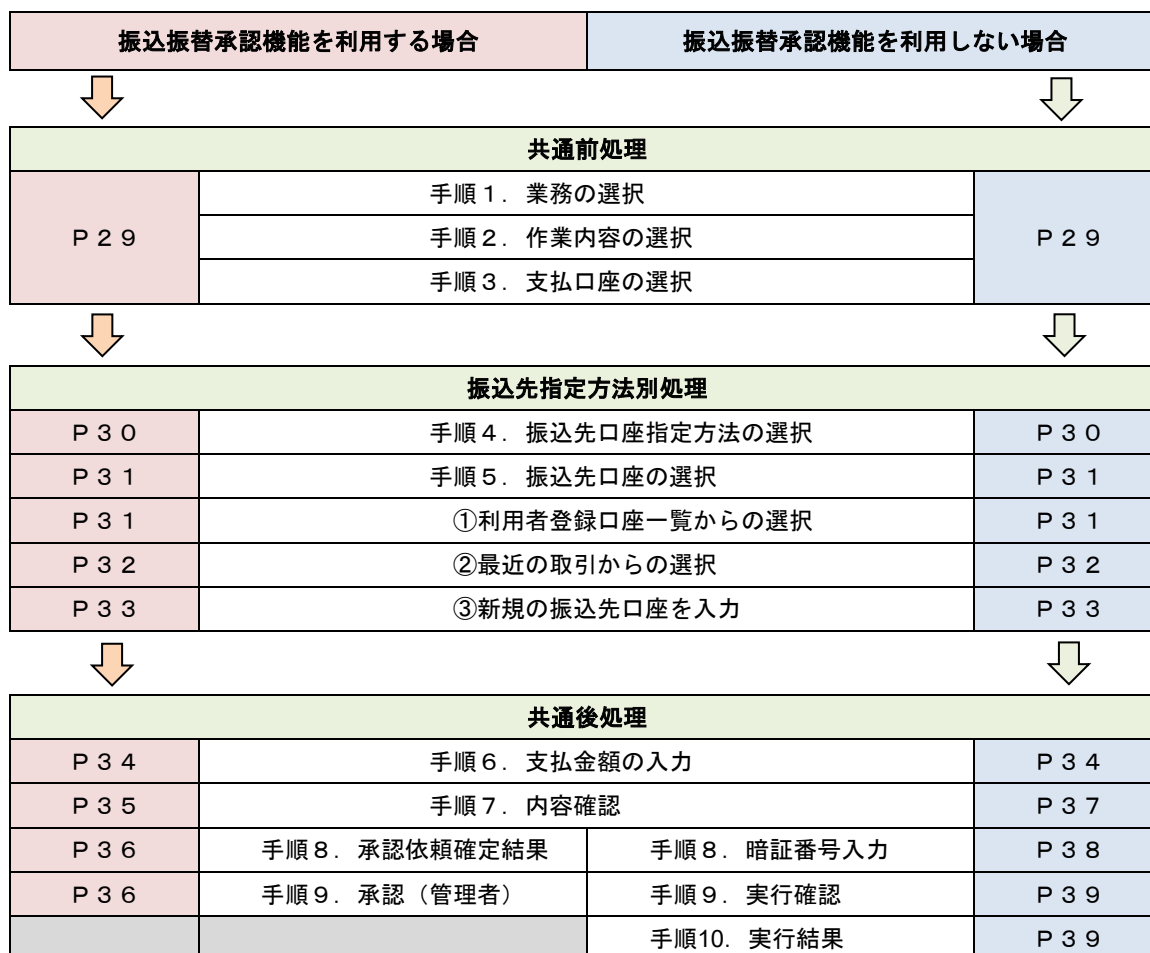 振込振替承認機能を利用する場合 振込振替承認機能を利用しない場合
共通前処理
手順１．業務の選択
Ｐ２９ 手順２．作業内容の選択 Ｐ２９
手順３．支払口座の選択
振込先指定方法別処理
Ｐ３０ 手順４．振込先口座指定方法の選択 Ｐ３０
Ｐ３１ 手順５．振込先口座の選択 Ｐ３１
Ｐ３１ ①利用者登録口座一覧からの選択 Ｐ３１
Ｐ３２ ②最近の取引からの選択 Ｐ３２
Ｐ３３ ③新規の振込先口座を入力 Ｐ３３
共通後処理
Ｐ３４ 手順６．支払金額の入力 Ｐ３４
Ｐ３５ 手順７．内容確認 Ｐ３７
Ｐ３６ 手順８．承認依頼確定結果 手順８．暗証番号入力 Ｐ３８
Ｐ３６ 手順９．承認（管理者） 手順９．実行確認 Ｐ３９
手順10．実行結果 Ｐ３９